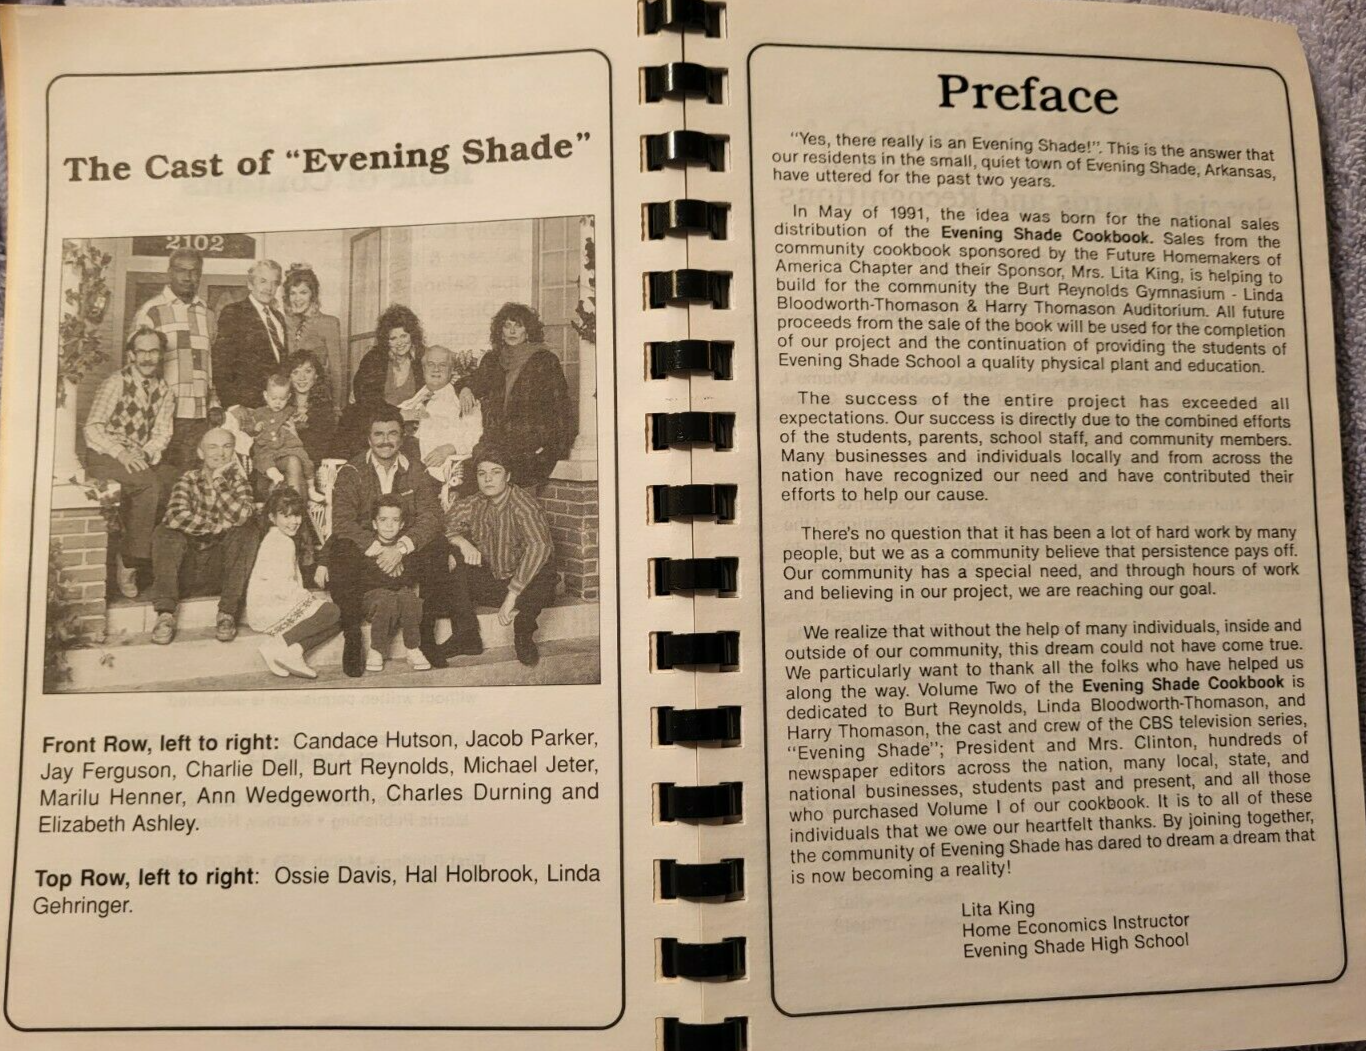 The Cast of “Evening Shade”
2102
Front Row, left to right: Candace Hutson, Jacob Parker,
Jay Ferguson, Charlie Dell, Burt Reynolds, Michael Jeter,
Marilu Henner, Ann Wedgeworth, Charles Durning and
Elizabeth Ashley.
Top Row, left to right: Ossie Davis, Hal Holbrook, Linda
Gehringer.
Preface
“Yes, there really is an Evening Shade!”. This is the answer that
our residents in the small, quiet town of Evening Shade, Arkansas,
have uttered for the past two years.
In May of 1991, the idea was born for the national sales
distribution of the Evening Shade Cookbook. Sales from the
community cookbook sponsored by the Future Homemakers of
America Chapter and their Sponsor, Mrs. Lita King, is helping to
build for the community the Burt Reynolds Gymnasium - Linda
Bloodworth-Thomason & Harry Thomason Auditorium. All future
proceeds from the sale of the book will be used for the completion
of our project and the continuation of providing the students of
Evening Shade School a quality physical plant and education.
The success of the entire project has exceeded all
expectations. Our success is directly due to the combined efforts
of the students, parents, school staff, and community members.
Many businesses and individuals locally and from across the
nation have recognized our need and have contributed their
efforts to help our cause.
There's no question that it has been a lot of hard work by many
people, but we as a community believe that persistence pays off.
Our community has a special need, and through hours of work
and believing in our project, we are reaching our goal.
We realize that without the help of many individuals, inside and
outside of our community, this dream could not have come true.
We particularly want to thank all the folks who have helped us
along the way. Volume Two of the Evening Shade Cookbook is
dedicated to Burt Reynolds, Linda Bloodworth-Thomason, and
Harry Thomason, the cast and crew of the CBS television series,
“Evening Shade”; President and Mrs. Clinton, hundreds of
newspaper editors across the nation, many local, state, and
national businesses, students past and present, and all those
who purchased Volume I of our cookbook. It is to all of these
individuals that we owe our heartfelt thanks. By joining together,
the community of Evening Shade has dared to dream a dream that
is now becoming a reality!
Lita King
Home Economics Instructor
Evening Shade High School